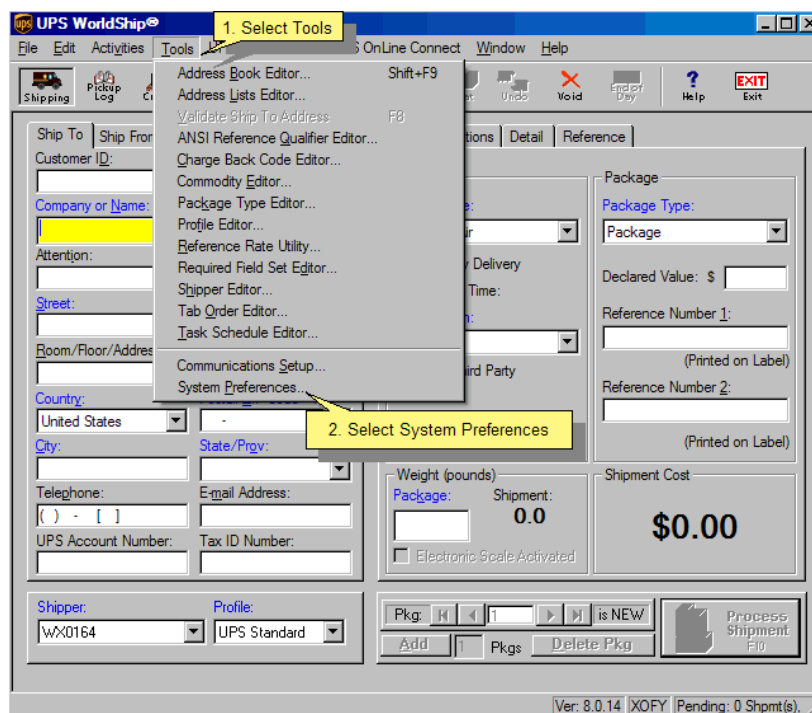 UPS WorldShip®
1. Select Tools
File Edit Activities Tools OnLine Connect Window Help
Shipping Pickup Log Undo Void End of Day Help EXIT Exit
Address Book Editor... Shift+F9
Address Lists Editor...
Validate Ship To Address F8
ANSI Reference Qualifier Editor...
Charge Back Code Editor...
Commodity Editor...
Package Type Editor...
Profile Editor...
Reference Rate Utility...
Required Field Set Editor...
Shipper Editor...
Tab Order Editor...
Task Schedule Editor...
Communications Setup...
System Preferences...
2. Select System Preferences
Ship To Ship From
Customer ID:
Company or Name:
Attention:
Street:
Country:
United States
City: State/Prov:
Telephone: E-mail Address:
( ) - [ ]
UPS Account Number: Tax ID Number:
Detail Reference
Delivery
Time:
Party
Package
Package Type:
Package
Declared Value: $
Reference Number 1:
(Printed on Label)
Reference Number 2:
(Printed on Label)
Weight (pounds)
Package: Shipment:
0.0
Electronic Scale Activated
Shipment Cost
$0.00
Shipper: Profile:
WX0164 UPS Standard
Pkg: 1 is NEW
Add 1 Pkgs Delete Pkg
Process Shipment F10
Ver: 8.0.14 XOFY Pending: 0 Shpmt(s),